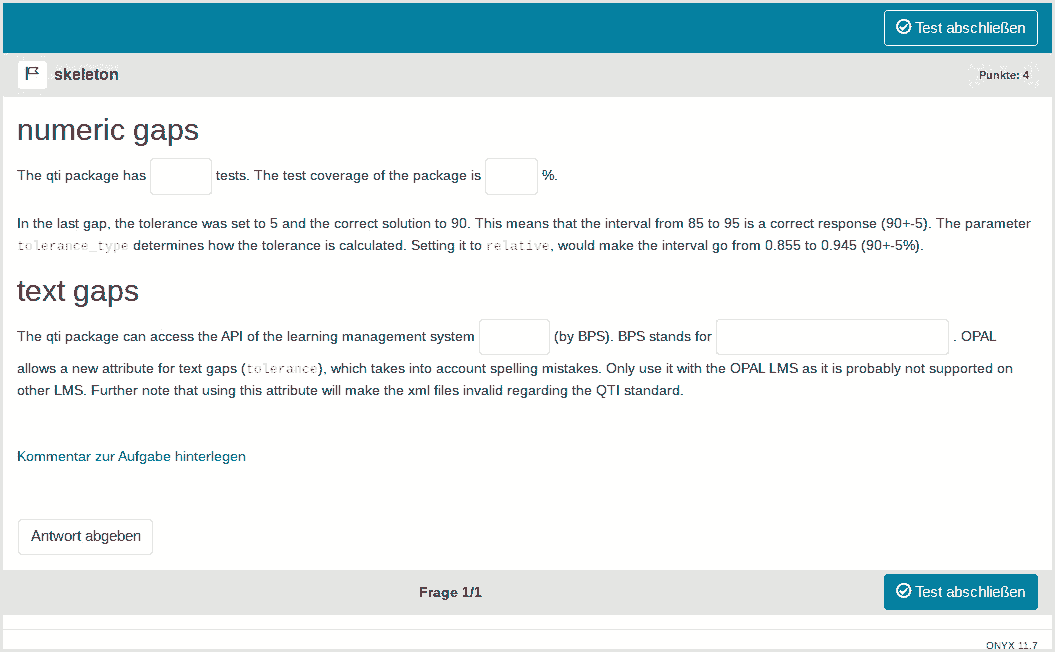 Test abschließen
skeleton
Punkte: 4
numeric gaps
The qti package has tests. The test coverage of the package is %.
In the last gap, the tolerance was set to 5 and the correct solution to 90. This means that the interval from 85 to 95 is a correct response (90+-5). The parameter
tolerance_type determines how the tolerance is calculated. Setting it to relative, would make the interval go from 0.855 to 0.945 (90+-5%).
text gaps
The qti package can access the API of the learning management system (by BPS). BPS stands for . OPAL
allows a new attribute for text gaps (tolerance), which takes into account spelling mistakes. Only use it with the OPAL LMS as it is probably not supported on
other LMS. Further note that using this attribute will make the xml files invalid regarding the QTI standard.
Kommentar zur Aufgabe hinterlegen
Antwort abgeben
Frage 1/1
Test abschließen
ONYX 11.7